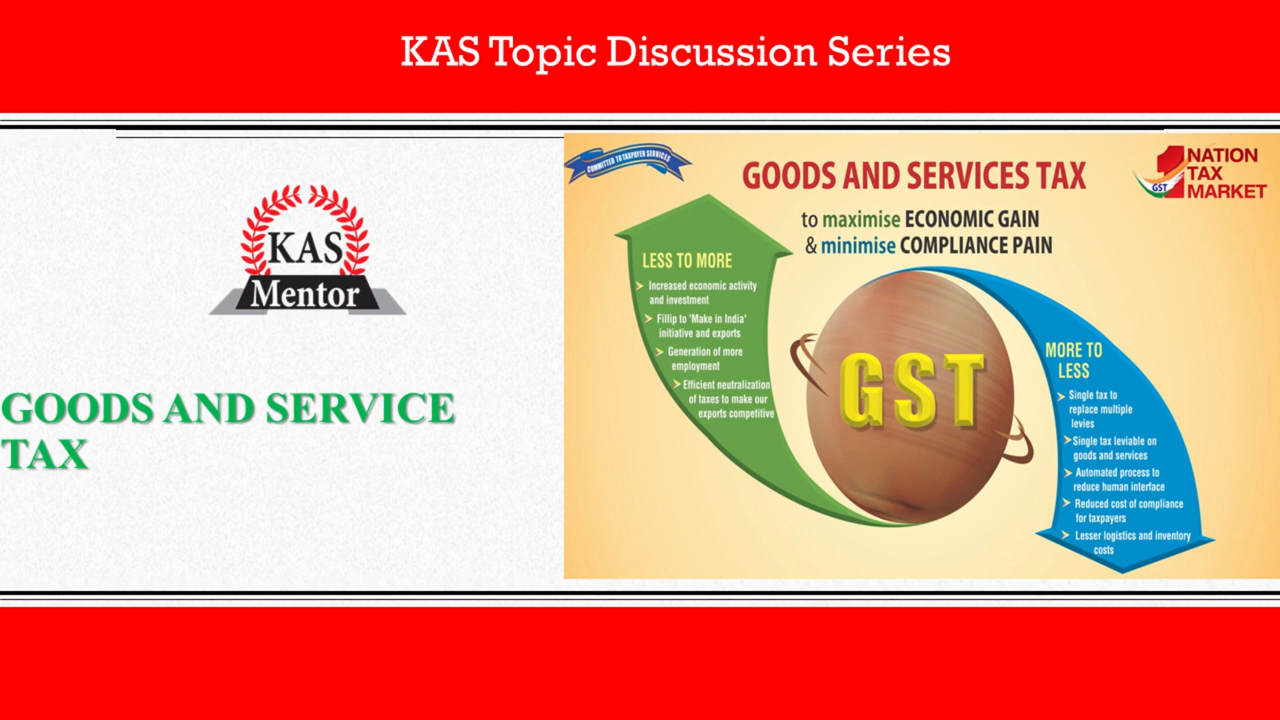 KAS Topic Discussion Series
KAS
Mentor
GOODS AND SERVICE
TAX
COMMITTED TO TAXPAYER SERVICES
GOODS AND SERVICES TAX
to maximise ECONOMIC GAIN
& minimise COMPLIANCE PAIN
1 NATION
TAX
MARKET
GST
LESS TO MORE
Increased economic activity
and investment
Fillip to 'Make in India'
initiative and exports
Generation of more
employment
Efficient neutralization
of taxes to make our
exports competitive
GST
MORE TO
LESS
Single tax to
replace multiple
levies
Single tax leviable on
goods and services
Automated process to
reduce human interface
Reduced cost of compliance
for taxpayers
Lesser logistics and inventory
costs